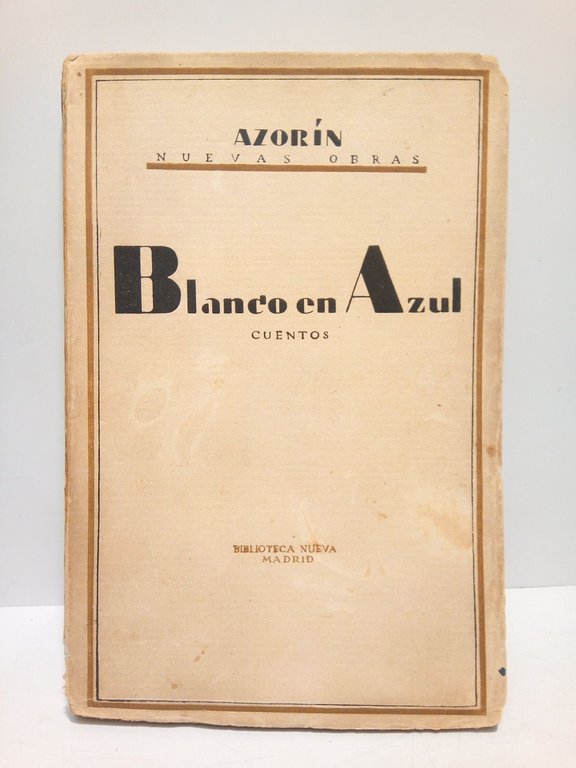 AZORÍN
NUEVAS OBRAS
Blanco en Azul
CUENTOS
BIBLIOTECA NUEVA
MADRID